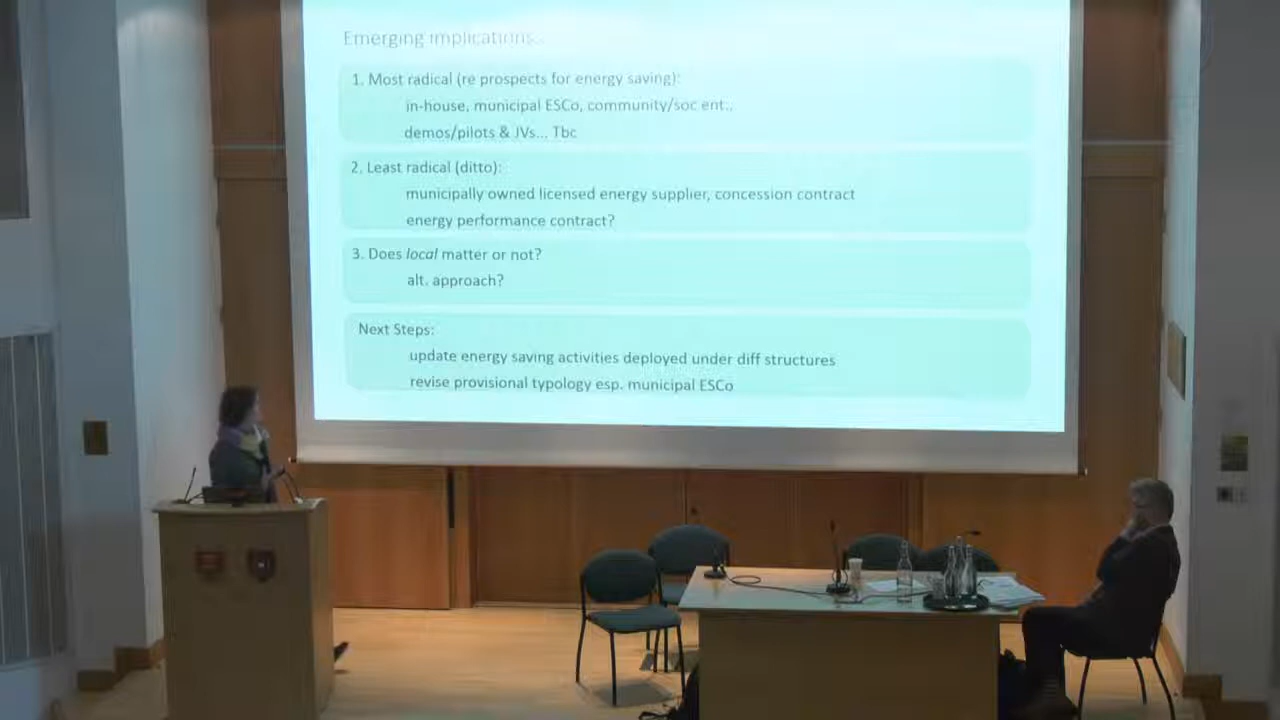 Emerging implications...
1. Most radical (re prospects for energy saving):
in-house, municipal ESCo, community/soc ent.,
demos/pilots & JVs... Tbc
2. Least radical (ditto):
municipally owned licensed energy supplier, concession contract
energy performance contract?
3. Does local matter or not?
alt. approach?
Next Steps:
update energy saving activities deployed under diff structures
revise provisional typology esp. municipal ESCo